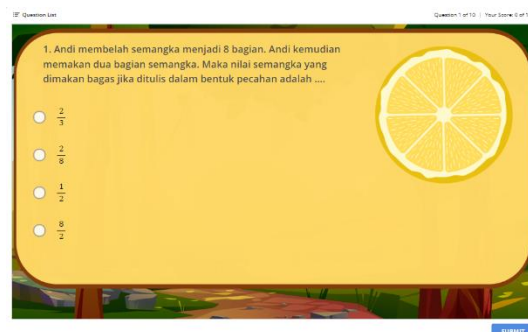 Question List
Question 1 of 10 | Your Score: 0 of
1. Andi membelah semangka menjadi 8 bagian. Andi kemudian
memakan dua bagian semangka. Maka nilai semangka yang
dimakan bagas jika ditulis dalam bentuk pecahan adalah ....
2/3
2/8
1/2
8/2
SUBMIT